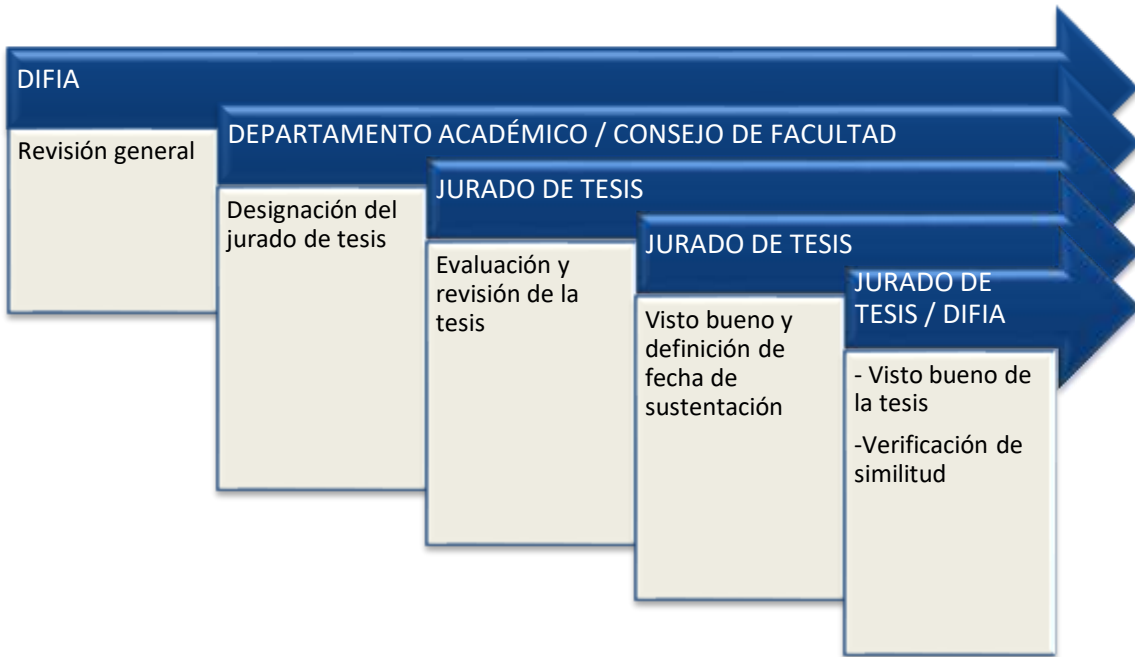 DIFIA
Revisión general
DEPARTAMENTO ACADÉMICO / CONSEJO DE FACULTAD
Designación del
jurado de tesis
JURADO DE TESIS
Evaluación y
revisión de la
tesis
JURADO DE TESIS
Visto bueno y
definición de
fecha de
sustentación
JURADO DE
TESIS / DIFIA
- Visto bueno de
la tesis
-Verificación de
similitud